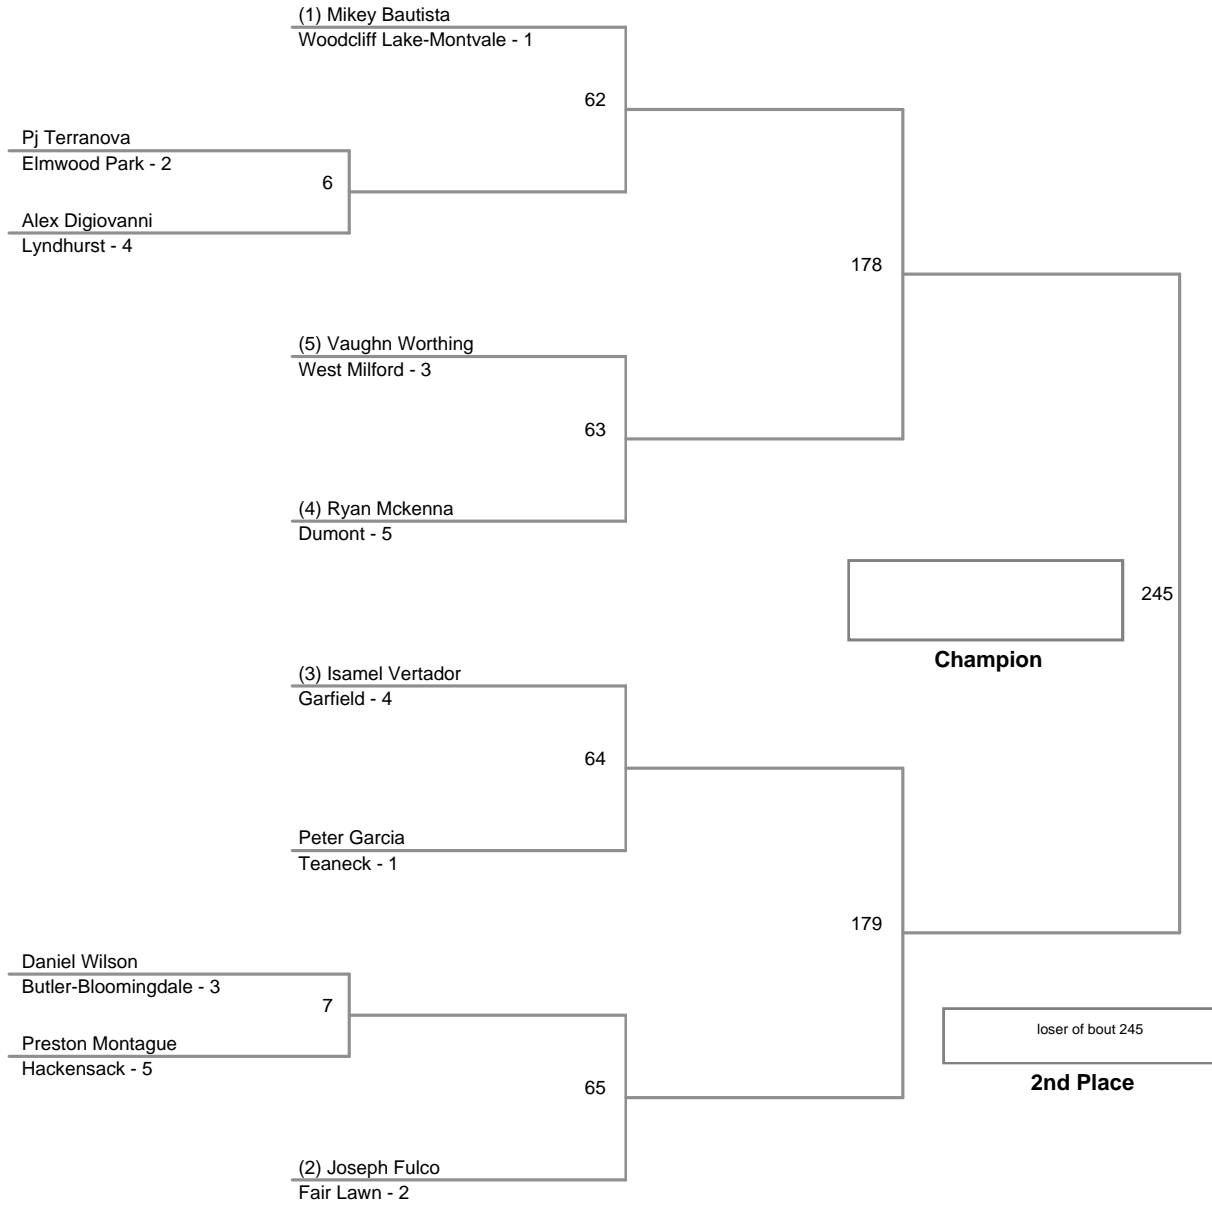 (1) Mikey Bautista
Woodcliff Lake-Montvale - 1
62
Pj Terranova
Elmwood Park - 2
6
Alex Digiovanni
Lyndhurst - 4
178
(5) Vaughn Worthing
West Milford - 3
63
(4) Ryan Mckenna
Dumont - 5
245
Champion
(3) Isamel Vertador
Garfield - 4
64
Peter Garcia
Teaneck - 1
179
Daniel Wilson
Butler-Bloomingdale - 3
7
Preston Montague
Hackensack - 5
loser of bout 245
2nd Place
65
(2) Joseph Fulco
Fair Lawn - 2